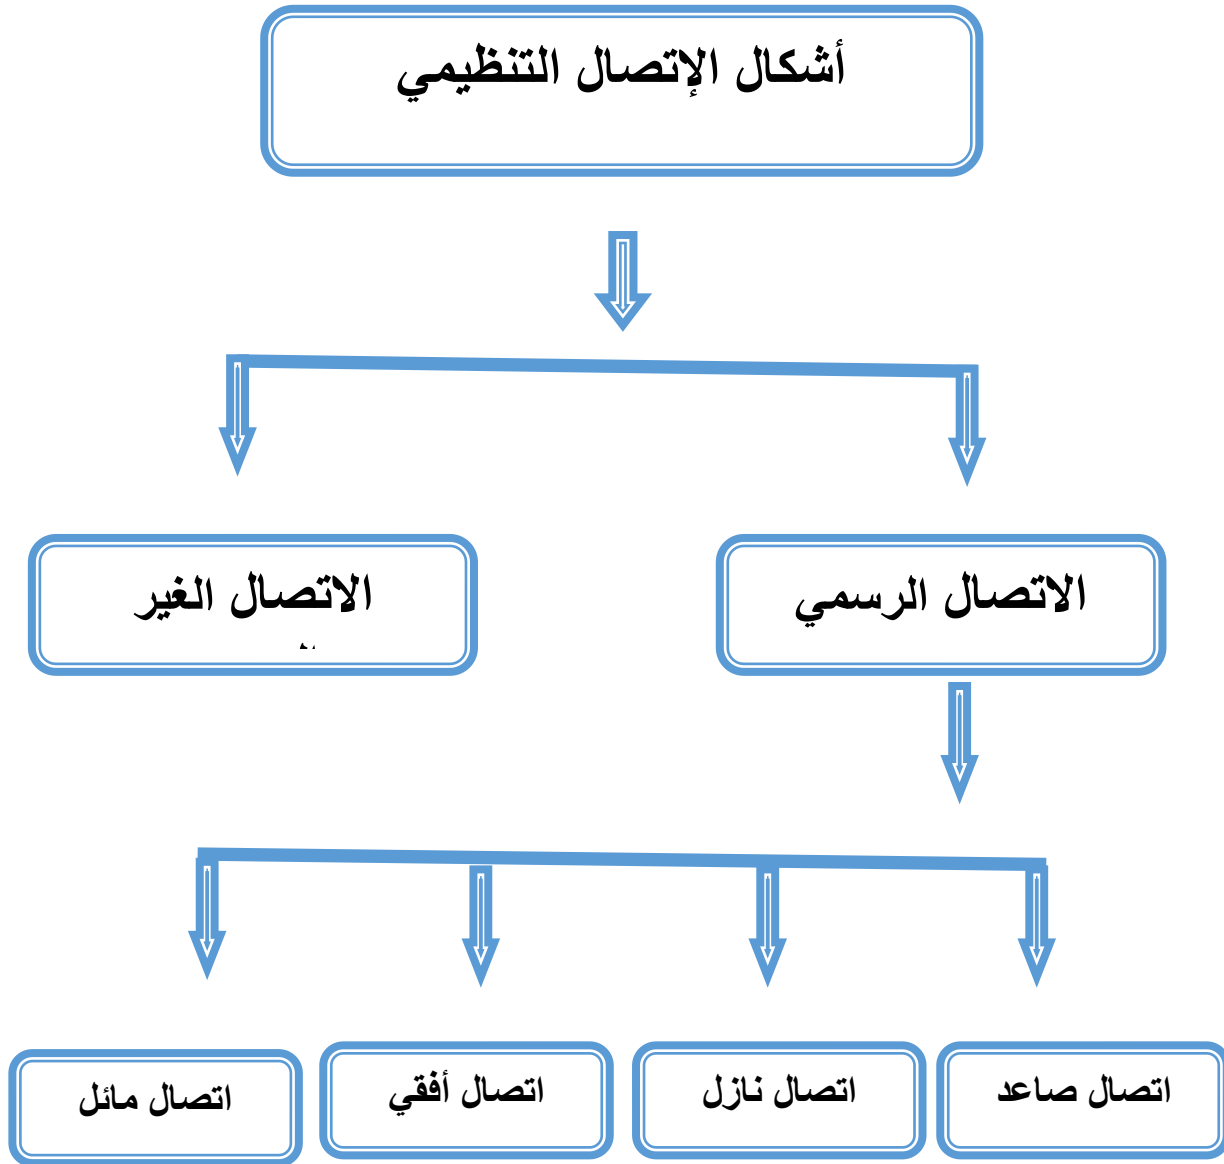 أشكال الإتصال التنظيمي
الاتصال الرسمي
الاتصال الغير
اتصال صاعد
اتصال نازل
اتصال أفقي
اتصال مائل